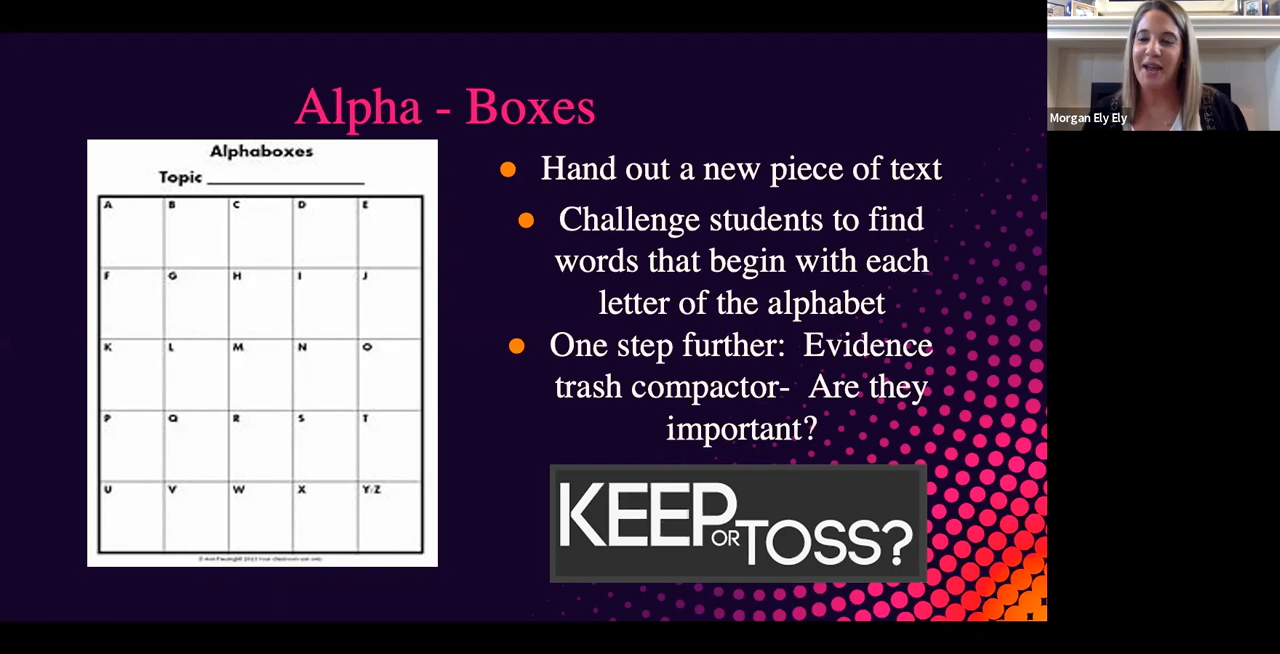 Alpha - Boxes
Alphaboxes
Topic
A B C D E
F G H I J
K L M N O
P Q R S T
U V W X Y/Z
Hand out a new piece of text
Challenge students to find
words that begin with each
letter of the alphabet
One step further: Evidence
trash compactor- Are they
important?
KEEP OR TOSS?
Morgan Ely Ely